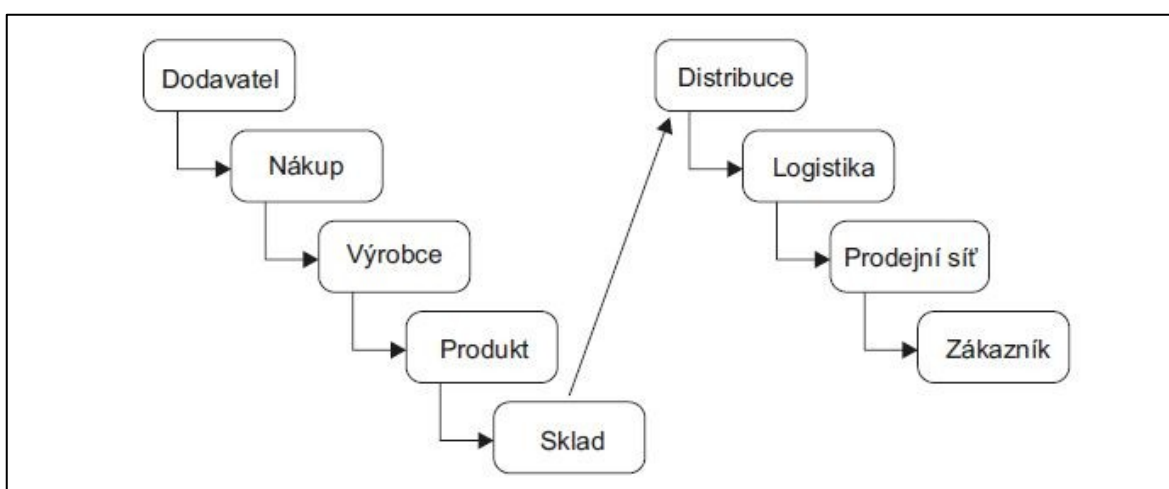 Dodavatel
Nákup
Výrobce
Produkt
Sklad
Distribuce
Logistika
Prodejní síť
Zákazník